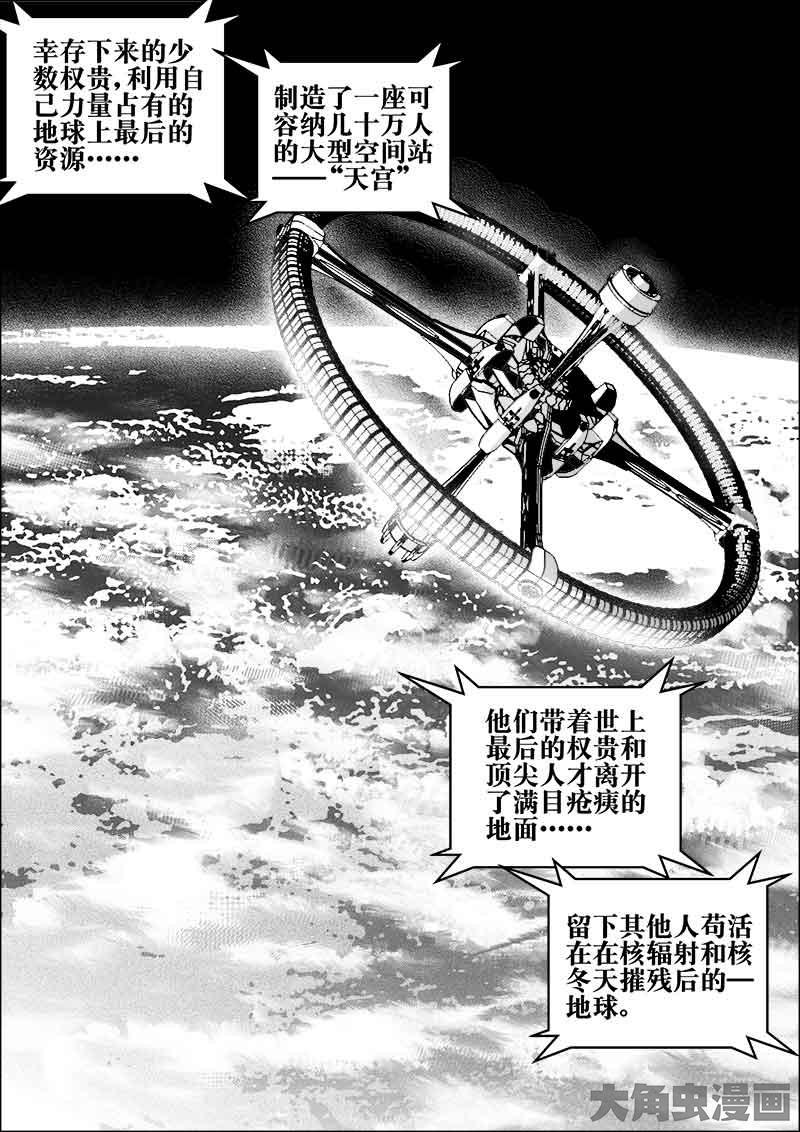 幸存下来的少
数权贵,利用自
己力量占有的
地球上最后的
资源……
制造了一座可
容纳几十万人
的大型空间站
——“天宫”
他们带着世上
最后的权贵和
顶尖人才离开
了满目疮痍的
地面……
留下其他人苟活
在在核辐射和核
冬天摧残后的—
地球。
大角虫漫画